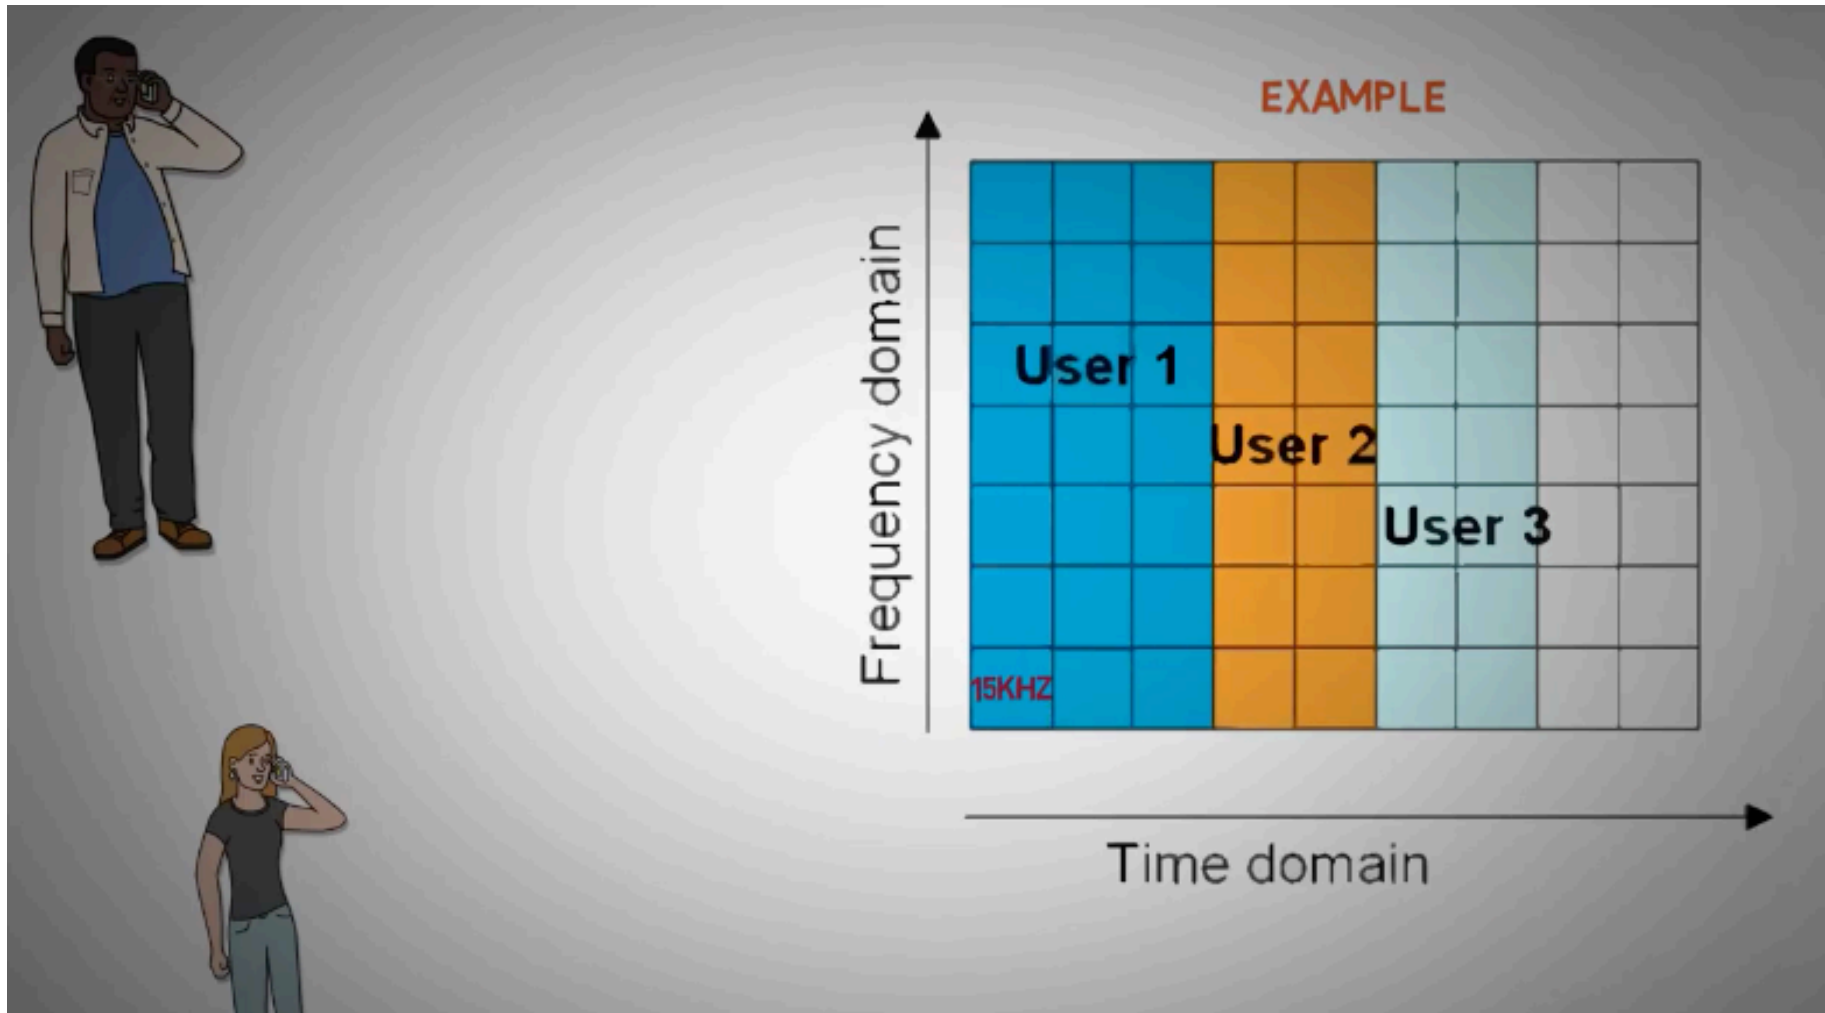 EXAMPLE
Frequency domain
User 1
User 2
User 3
15KHZ
Time domain